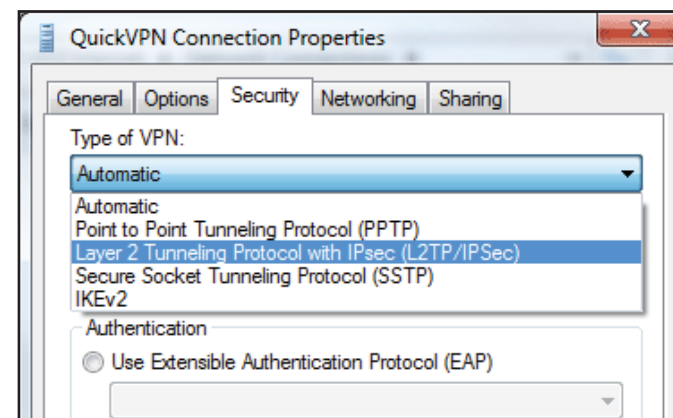 QuickVPN Connection Properties
General Options Security Networking Sharing
Type of VPN:
Automatic
Automatic
Point to Point Tunneling Protocol (PPTP)
Layer 2 Tunneling Protocol with IPsec (L2TP/IPSec)
Secure Socket Tunneling Protocol (SSTP)
IKEv2
Authentication
Use Extensible Authentication Protocol (EAP)